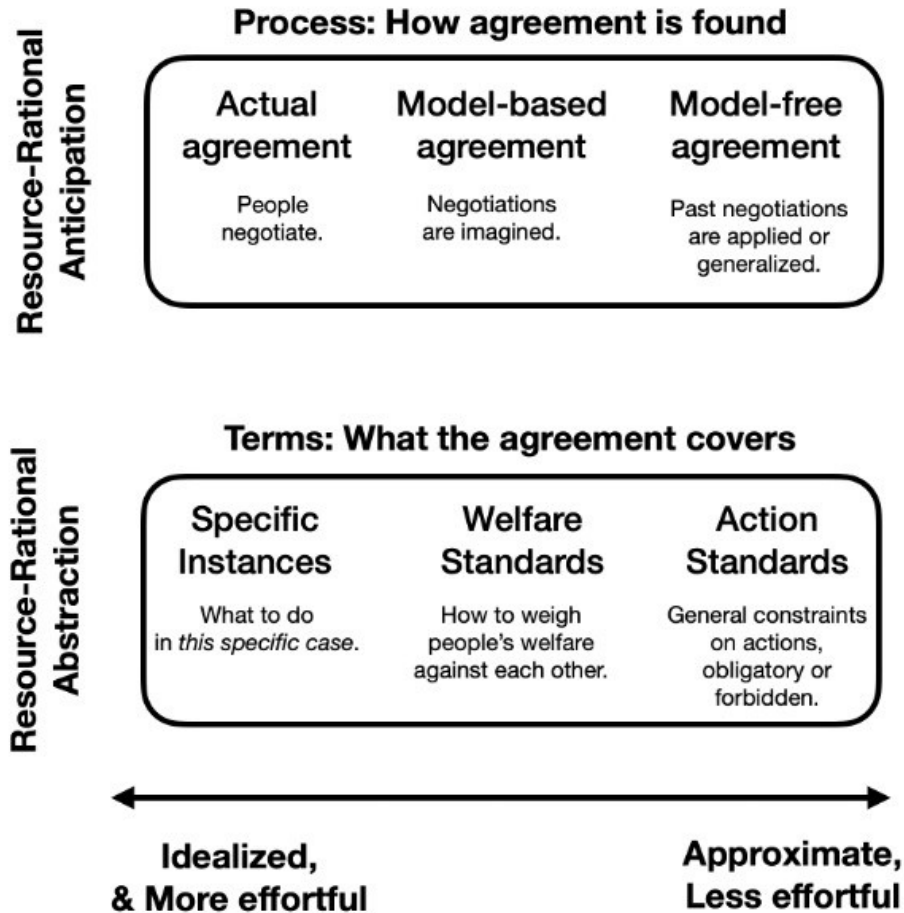 Process: How agreement is found
Resource-Rational
Anticipation
Actual
agreement
People
negotiate.
Model-based
agreement
Negotiations
are imagined.
Model-free
agreement
Past negotiations
are applied or
generalized.
Terms: What the agreement covers
Resource-Rational
Abstraction
Specific
Instances
What to do
in this specific case.
Welfare
Standards
How to weigh
people's welfare
against each other.
Action
Standards
General constraints
on actions,
obligatory or
forbidden.
Idealized,
& More effortful
Approximate,
Less effortful